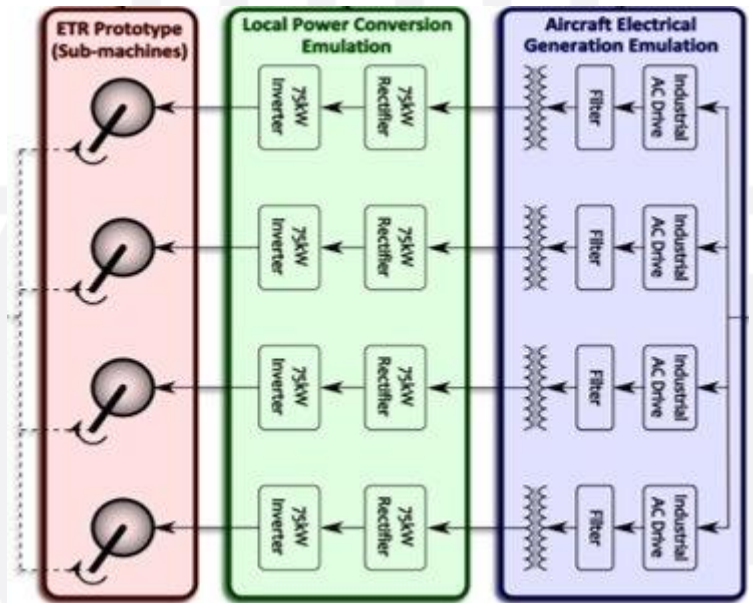 ETR Prototype
(Sub-machines)
Local Power Conversion
Emulation
Aircraft Electrical
Generation Emulation
75kW
Inverter
75kW
Rectifier
Filter
Industrial
AC Drive
75kW
Inverter
75kW
Rectifier
Filter
Industrial
AC Drive
75kW
Inverter
75kW
Rectifier
Filter
Industrial
AC Drive
75kW
Inverter
75kW
Rectifier
Filter
Industrial
AC Drive